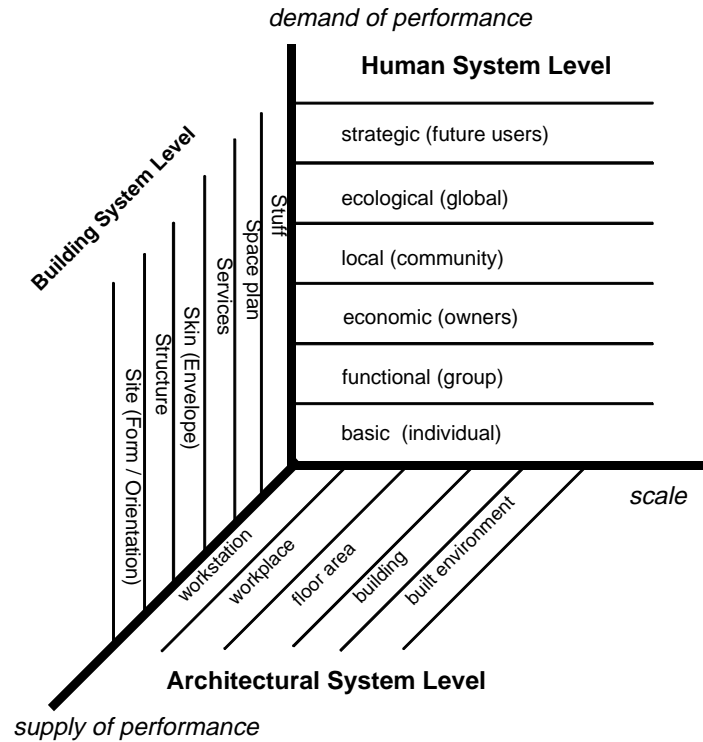 demand of performance
Human System Level
strategic (future users)
ecological (global)
local (community)
economic (owners)
functional (group)
basic (individual)
Building System Level
Stuff
Space plan
Services
Skin (Envelope)
Structure
Site (Form / Orientation)
scale
workstation
workplace
floor area
building
built environment
Architectural System Level
supply of performance